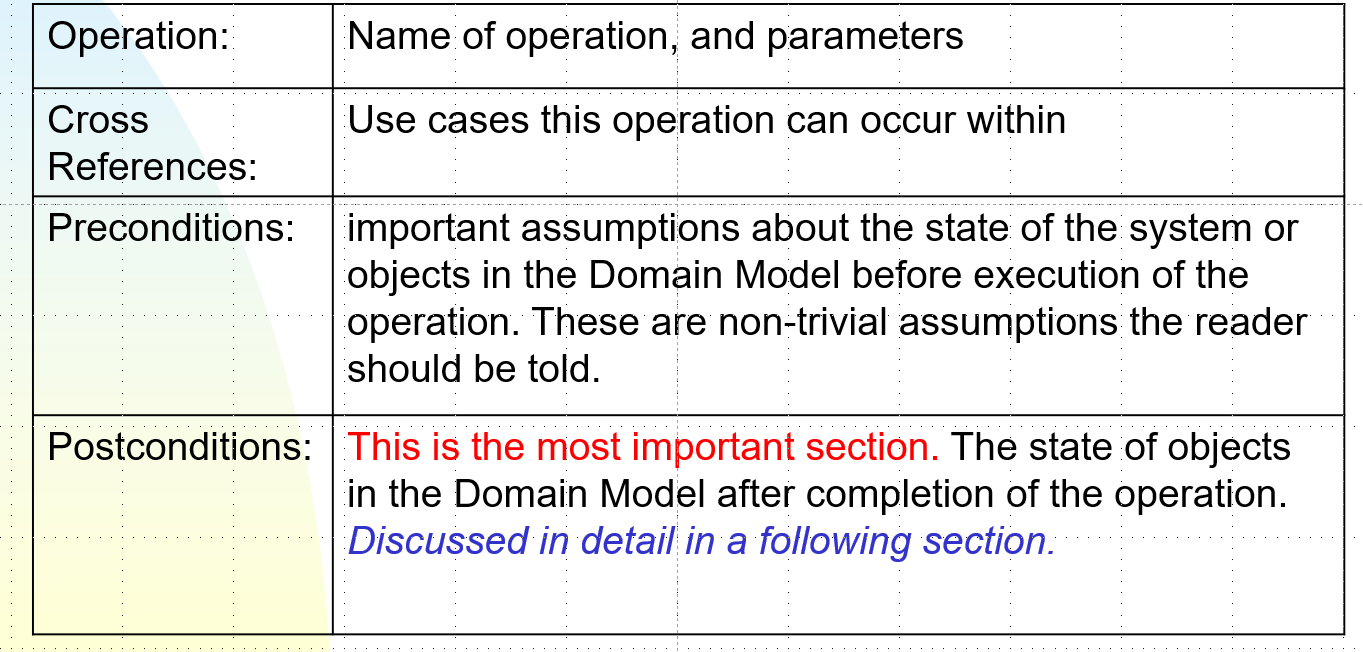 Operation:
Name of operation, and parameters
Cross
References:
Use cases this operation can occur within
Preconditions:
important assumptions about the state of the system or
objects in the Domain Model before execution of the
operation. These are non-trivial assumptions the reader
should be told.
Postconditions:
This is the most important section. The state of objects
in the Domain Model after completion of the operation.
Discussed in detail in a following section.